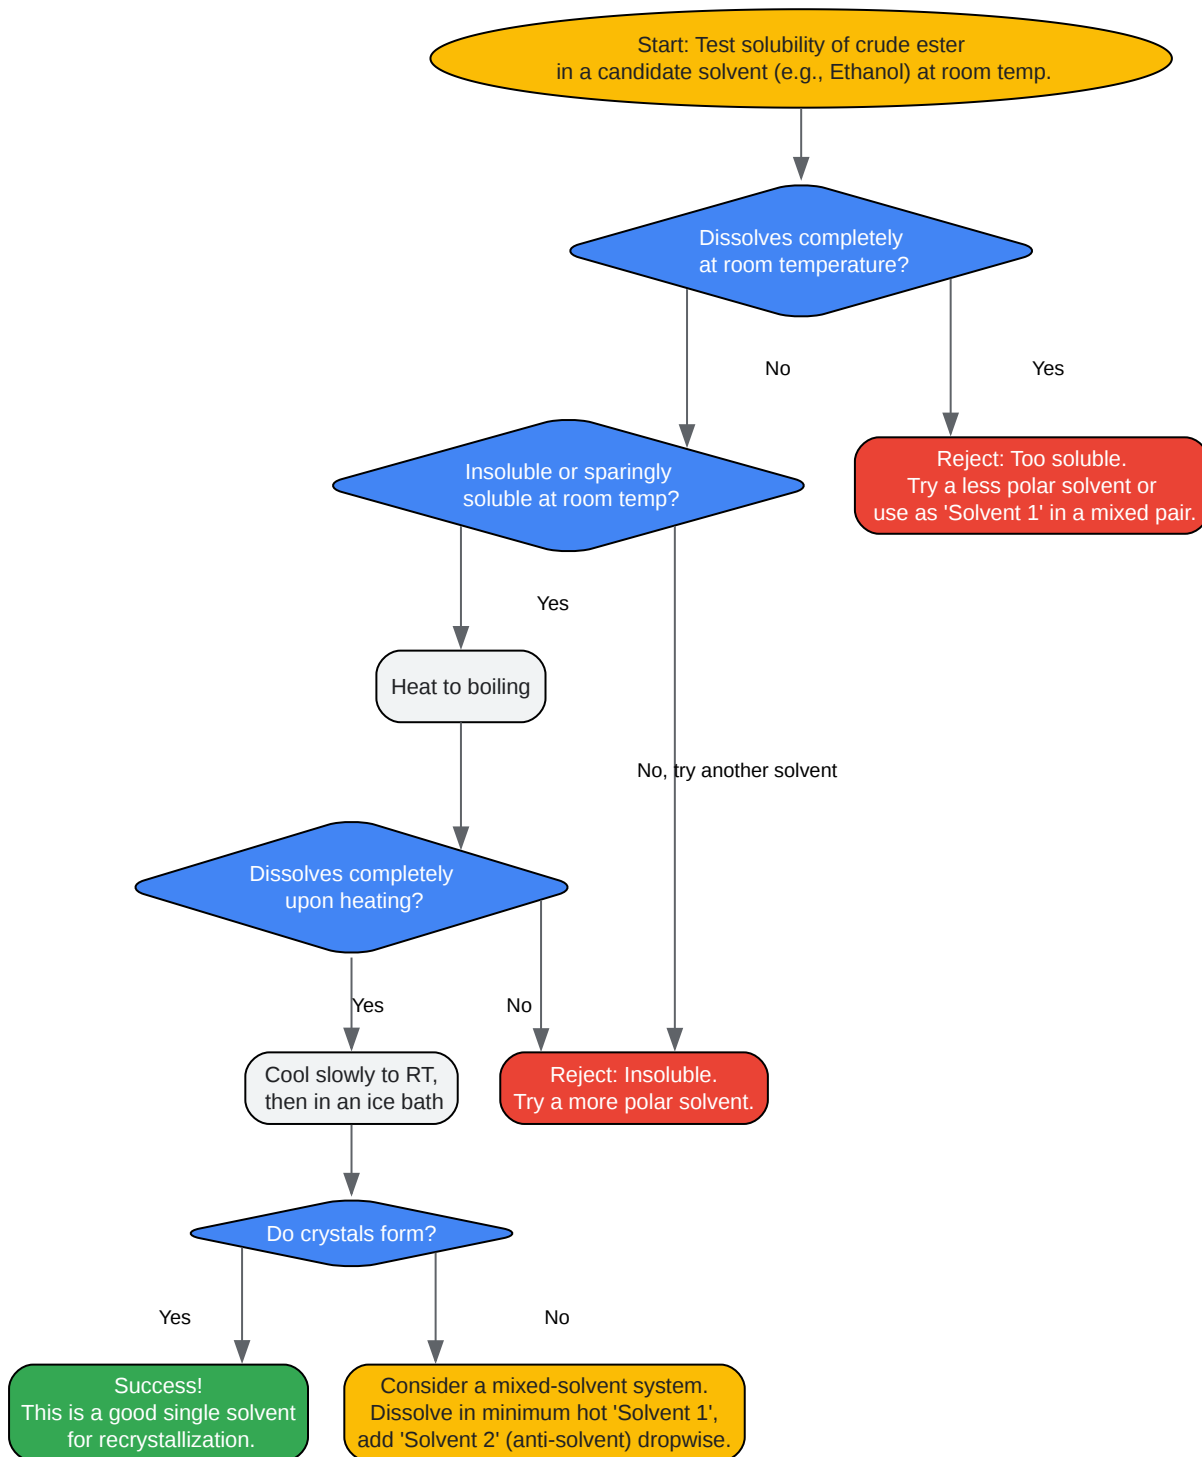 Start: Test solubility of crude ester
in a candidate solvent (e.g., Ethanol) at room temp.
Dissolves completely
at room temperature?
No
Yes
Insoluble or sparingly
soluble at room temp?
Reject: Too soluble.
Try a less polar solvent or
use as 'Solvent 1' in a mixed pair.
Yes
Heat to boiling
No, try another solvent
Dissolves completely
upon heating?
Yes
No
Cool slowly to RT,
then in an ice bath
Reject: Insoluble.
Try a more polar solvent.
Do crystals form?
Yes
No
Success!
This is a good single solvent
for recrystallization.
Consider a mixed-solvent system.
Dissolve in minimum hot 'Solvent 1',
add 'Solvent 2' (anti-solvent) dropwise.